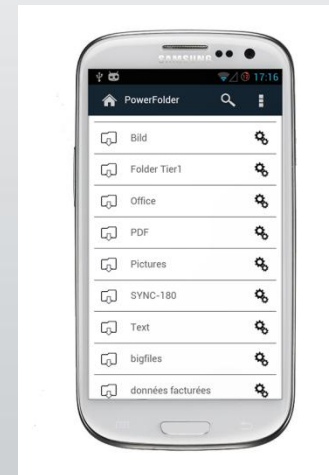 SAMSUNG
17:16
PowerFolder
Bild
Folder Tier1
Office
PDF
Pictures
SYNC-180
Text
bigfiles
données facturées